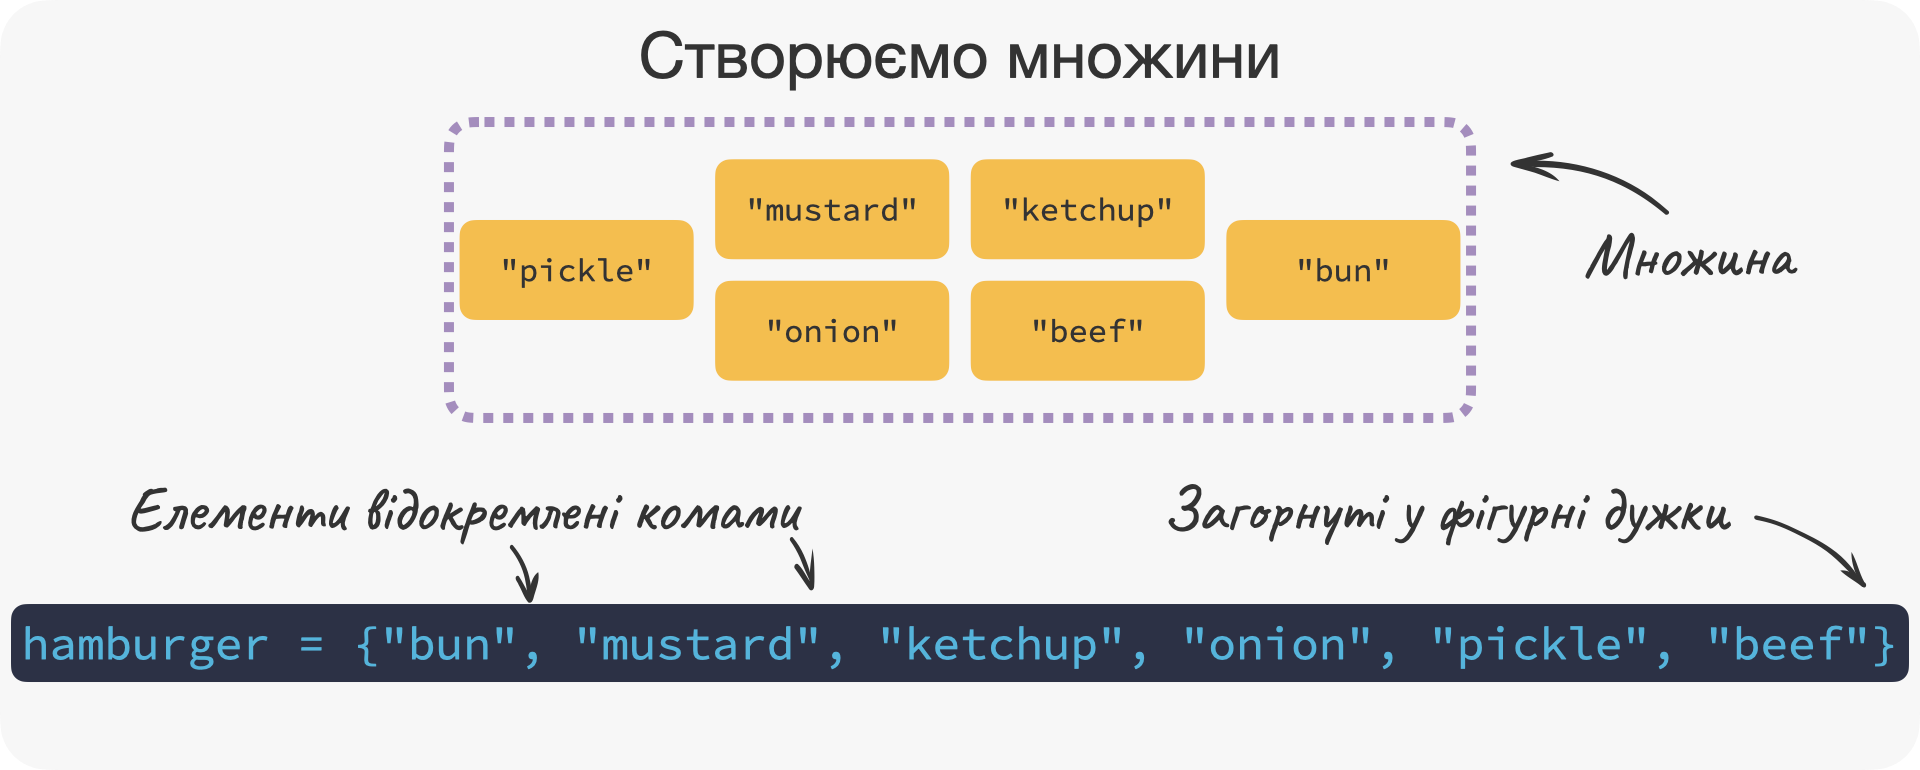 Створюємо множини
"mustard" "ketchup"
"pickle" "bun"
"onion" "beef"
Множина
Елементи відокремлені комами
Загорнуті у фігурні дужки
hamburger = {"bun", "mustard", "ketchup", "onion", "pickle", "beef"}